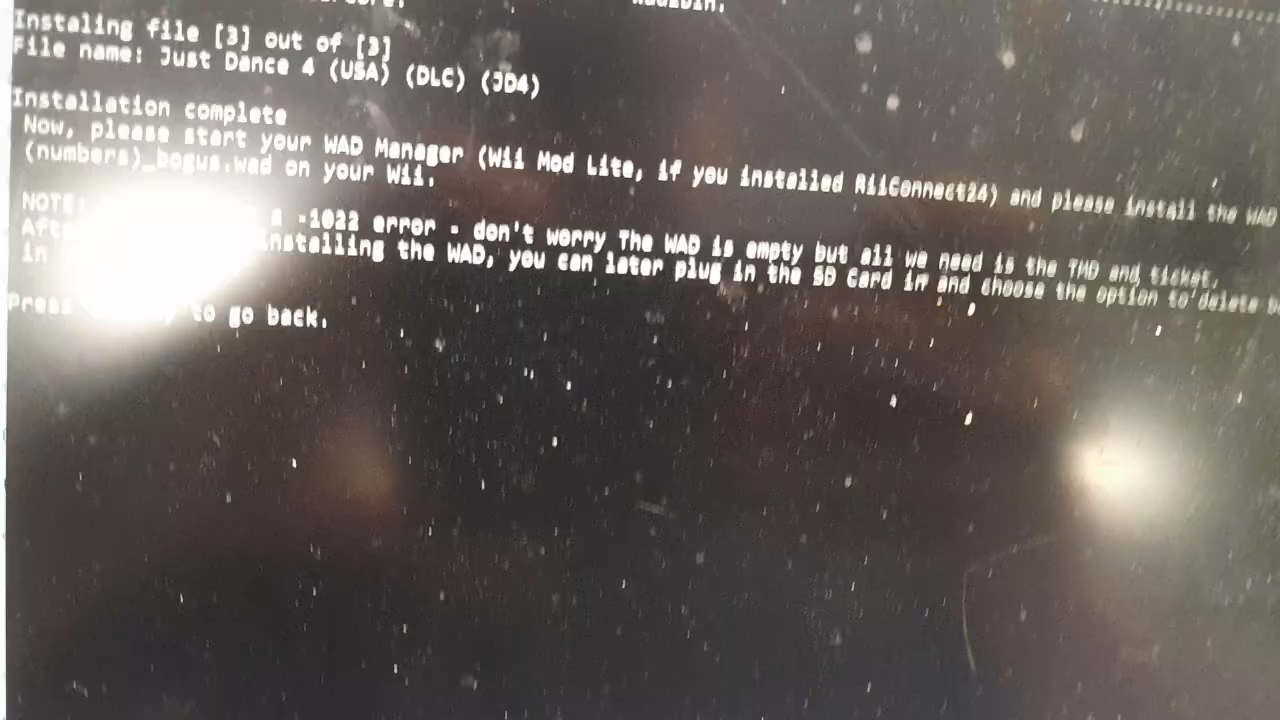 wad2bin.
Instaling file [3] out of [3]
File name: Just Dance 4 (USA) (DLC) (JD4)
Installation complete
Now, please start your WAD Manager (Wii Mod Lite, if you installed RiiConnect24) and please install the WAD
(numbers)_bogus.wad on your Wii.
NOTE: a -1022 error - don't worry The WAD is empty but all we need is the TMD and ticket.
installing the WAD, you can later plug in the SD Card in and choose the option to delete
in
Press to go back.